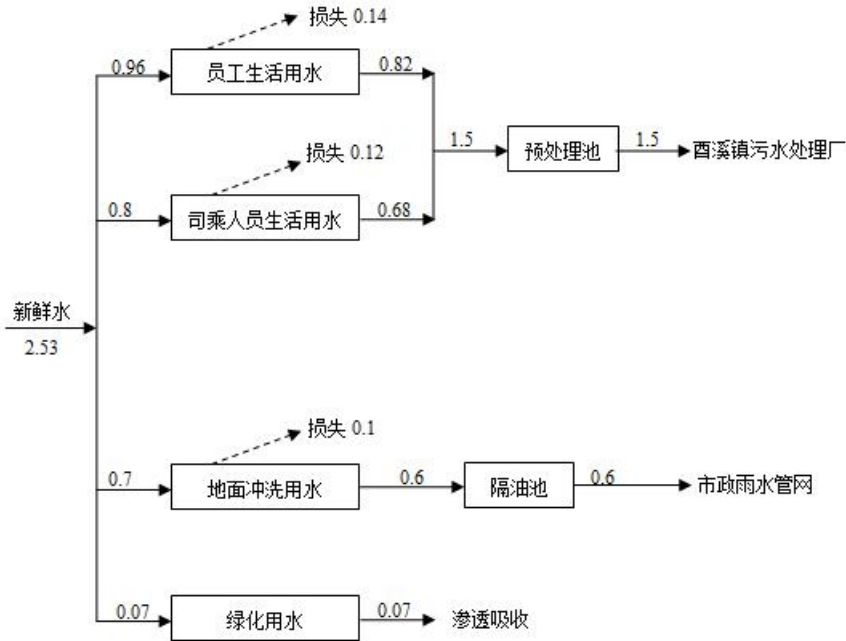 损失 0.14
0.96
员工生活用水
0.82
损失 0.12
1.5
预处理池
1.5
酉溪镇污水处理厂
0.8
司乘人员生活用水
0.68
新鲜水
2.53
损失 0.1
0.7
地面冲洗用水
0.6
隔油池
0.6
市政雨水管网
0.07
绿化用水
0.07
渗透吸收